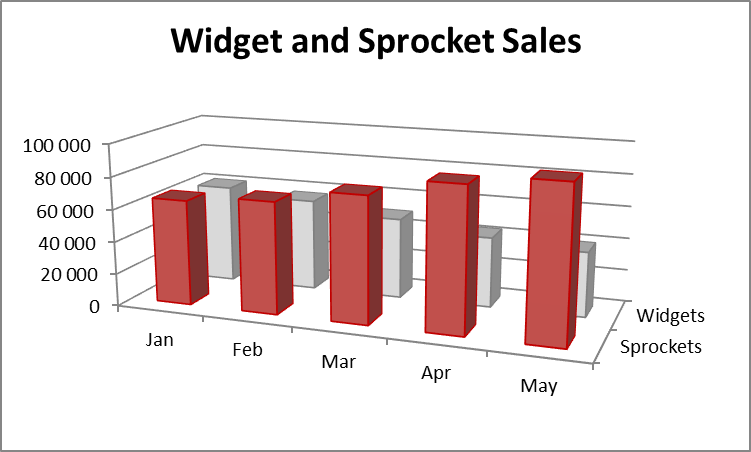 Widget and Sprocket Sales
100 000
80 000
60 000
40 000
20 000
0
Jan
Feb
Mar
Apr
May
Widgets
Sprockets